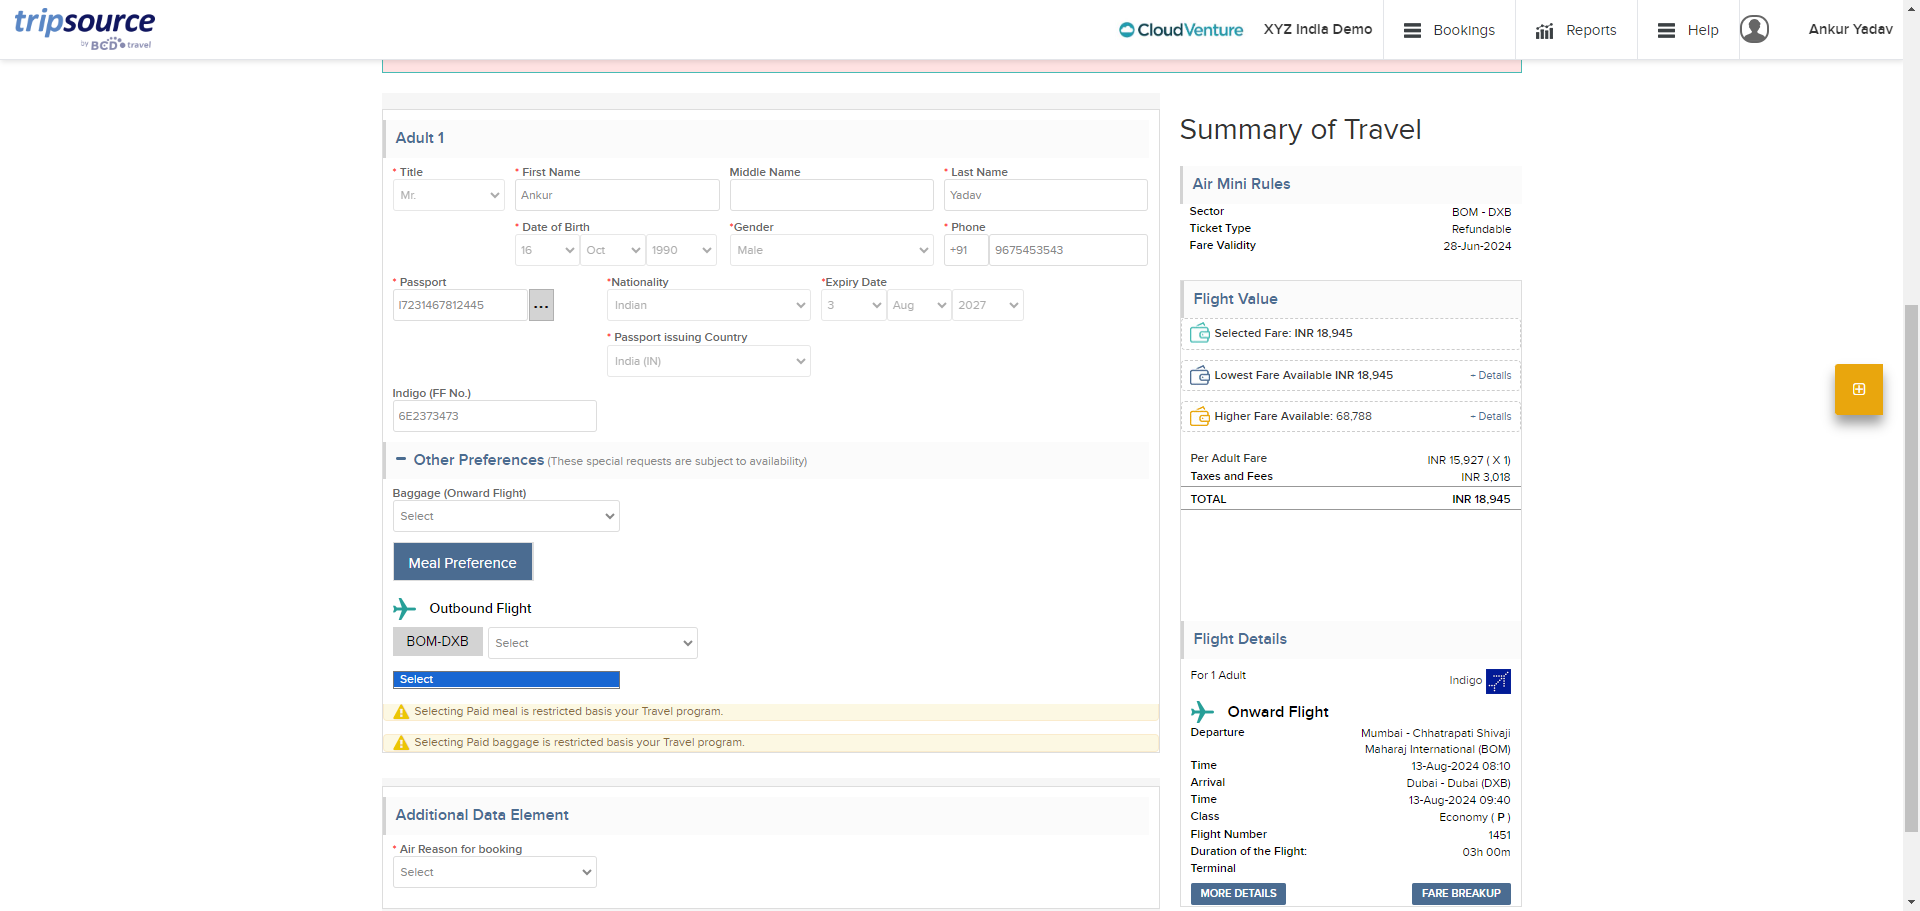 tripsource
by BCD travel
CloudVenture
XYZ India Demo
Bookings
Reports
Help
Ankur Yadav
Adult 1
* Title
* First Name
Middle Name
* Last Name
Mr.
Ankur
Yadav
* Date of Birth
*Gender
* Phone
16
Oct
1990
Male
+91
9675453543
* Passport
*Nationality
*Expiry Date
I7231467812445
...
Indian
3
Aug
2027
* Passport issuing Country
India (IN)
Indigo (FF No.)
6E2373473
Other Preferences (These special requests are subject to availability)
Baggage (Onward Flight)
Select
Meal Preference
Outbound Flight
BOM-DXB
Select
Select
Selecting Paid meal is restricted basis your Travel program.
Selecting Paid baggage is restricted basis your Travel program.
Additional Data Element
* Air Reason for booking
Select
Summary of Travel
Air Mini Rules
Sector BOM - DXB
Ticket Type Refundable
Fare Validity 28-Jun-2024
Flight Value
Selected Fare: INR 18,945
Lowest Fare Available INR 18,945 + Details
Higher Fare Available: 68,788 + Details
Per Adult Fare INR 15,927 ( X 1)
Taxes and Fees INR 3,018
TOTAL INR 18,945
Flight Details
For 1 Adult Indigo
Onward Flight
Departure Mumbai - Chhatrapati Shivaji
Maharaj International (BOM)
Time 13-Aug-2024 08:10
Arrival Dubai - Dubai (DXB)
Time 13-Aug-2024 09:40
Class Economy ( P )
Flight Number 1451
Duration of the Flight: 03h 00m
Terminal
MORE DETAILS
FARE BREAKUP